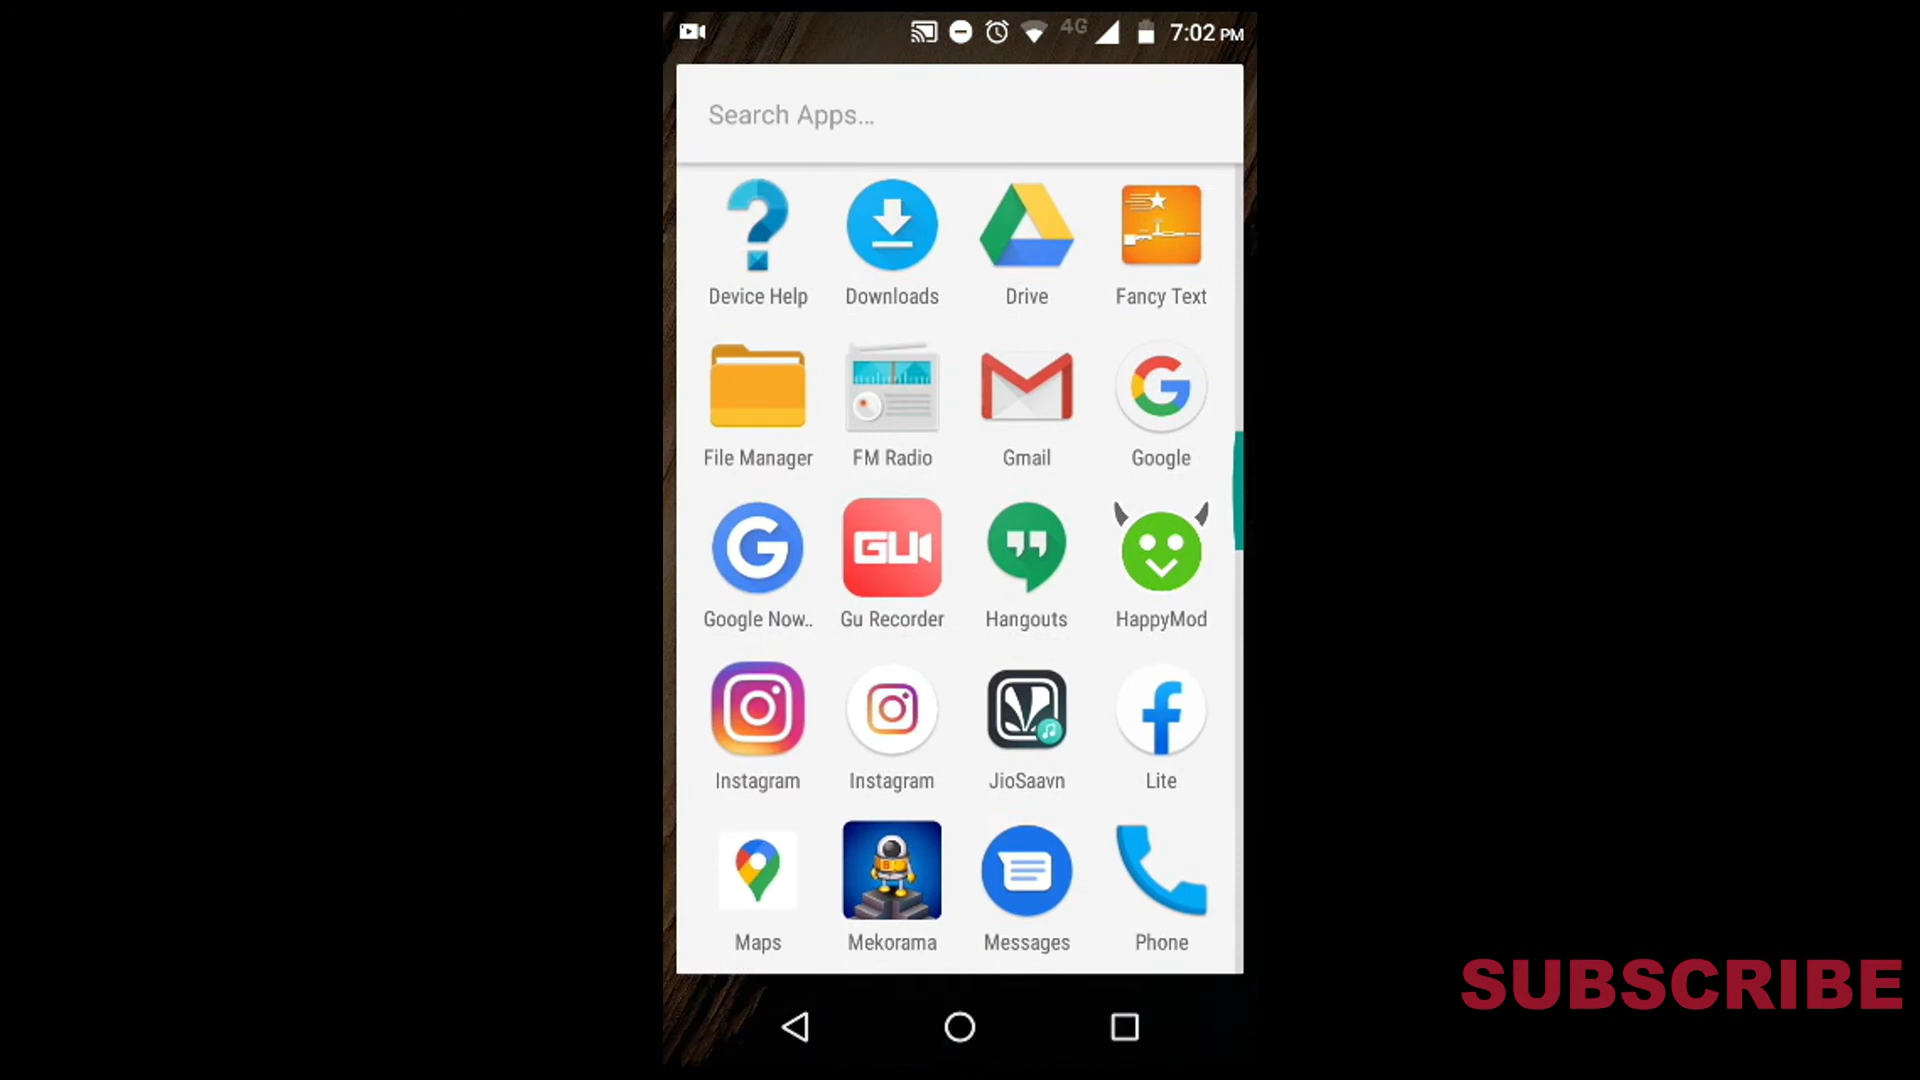 4G 7:02 PM
Search Apps...
Device Help Downloads Drive Fancy Text
File Manager FM Radio Gmail Google
GU
Google Now.. Gu Recorder Hangouts HappyMod
Instagram Instagram JioSaavn Lite
Maps Mekorama Messages Phone
SUBSCRIBE